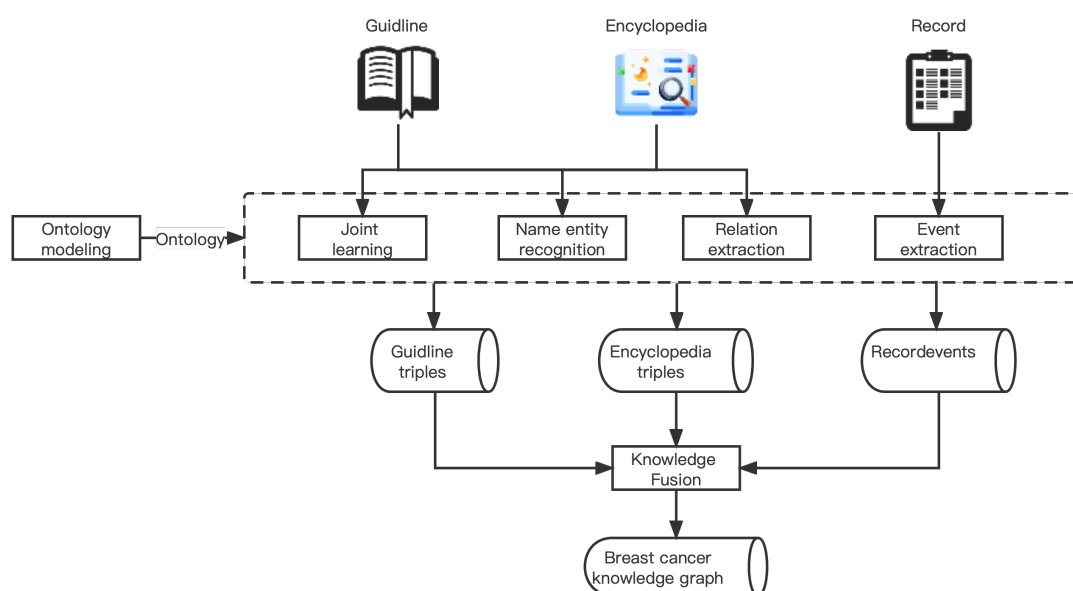 Guidline
Encyclopedia
Record
Ontology
modeling
Ontology
Joint
learning
Name entity
recognition
Relation
extraction
Event
extraction
Guidline
triples
Encyclopedia
triples
Recordevents
Knowledge
Fusion
Breast cancer
knowledge graph